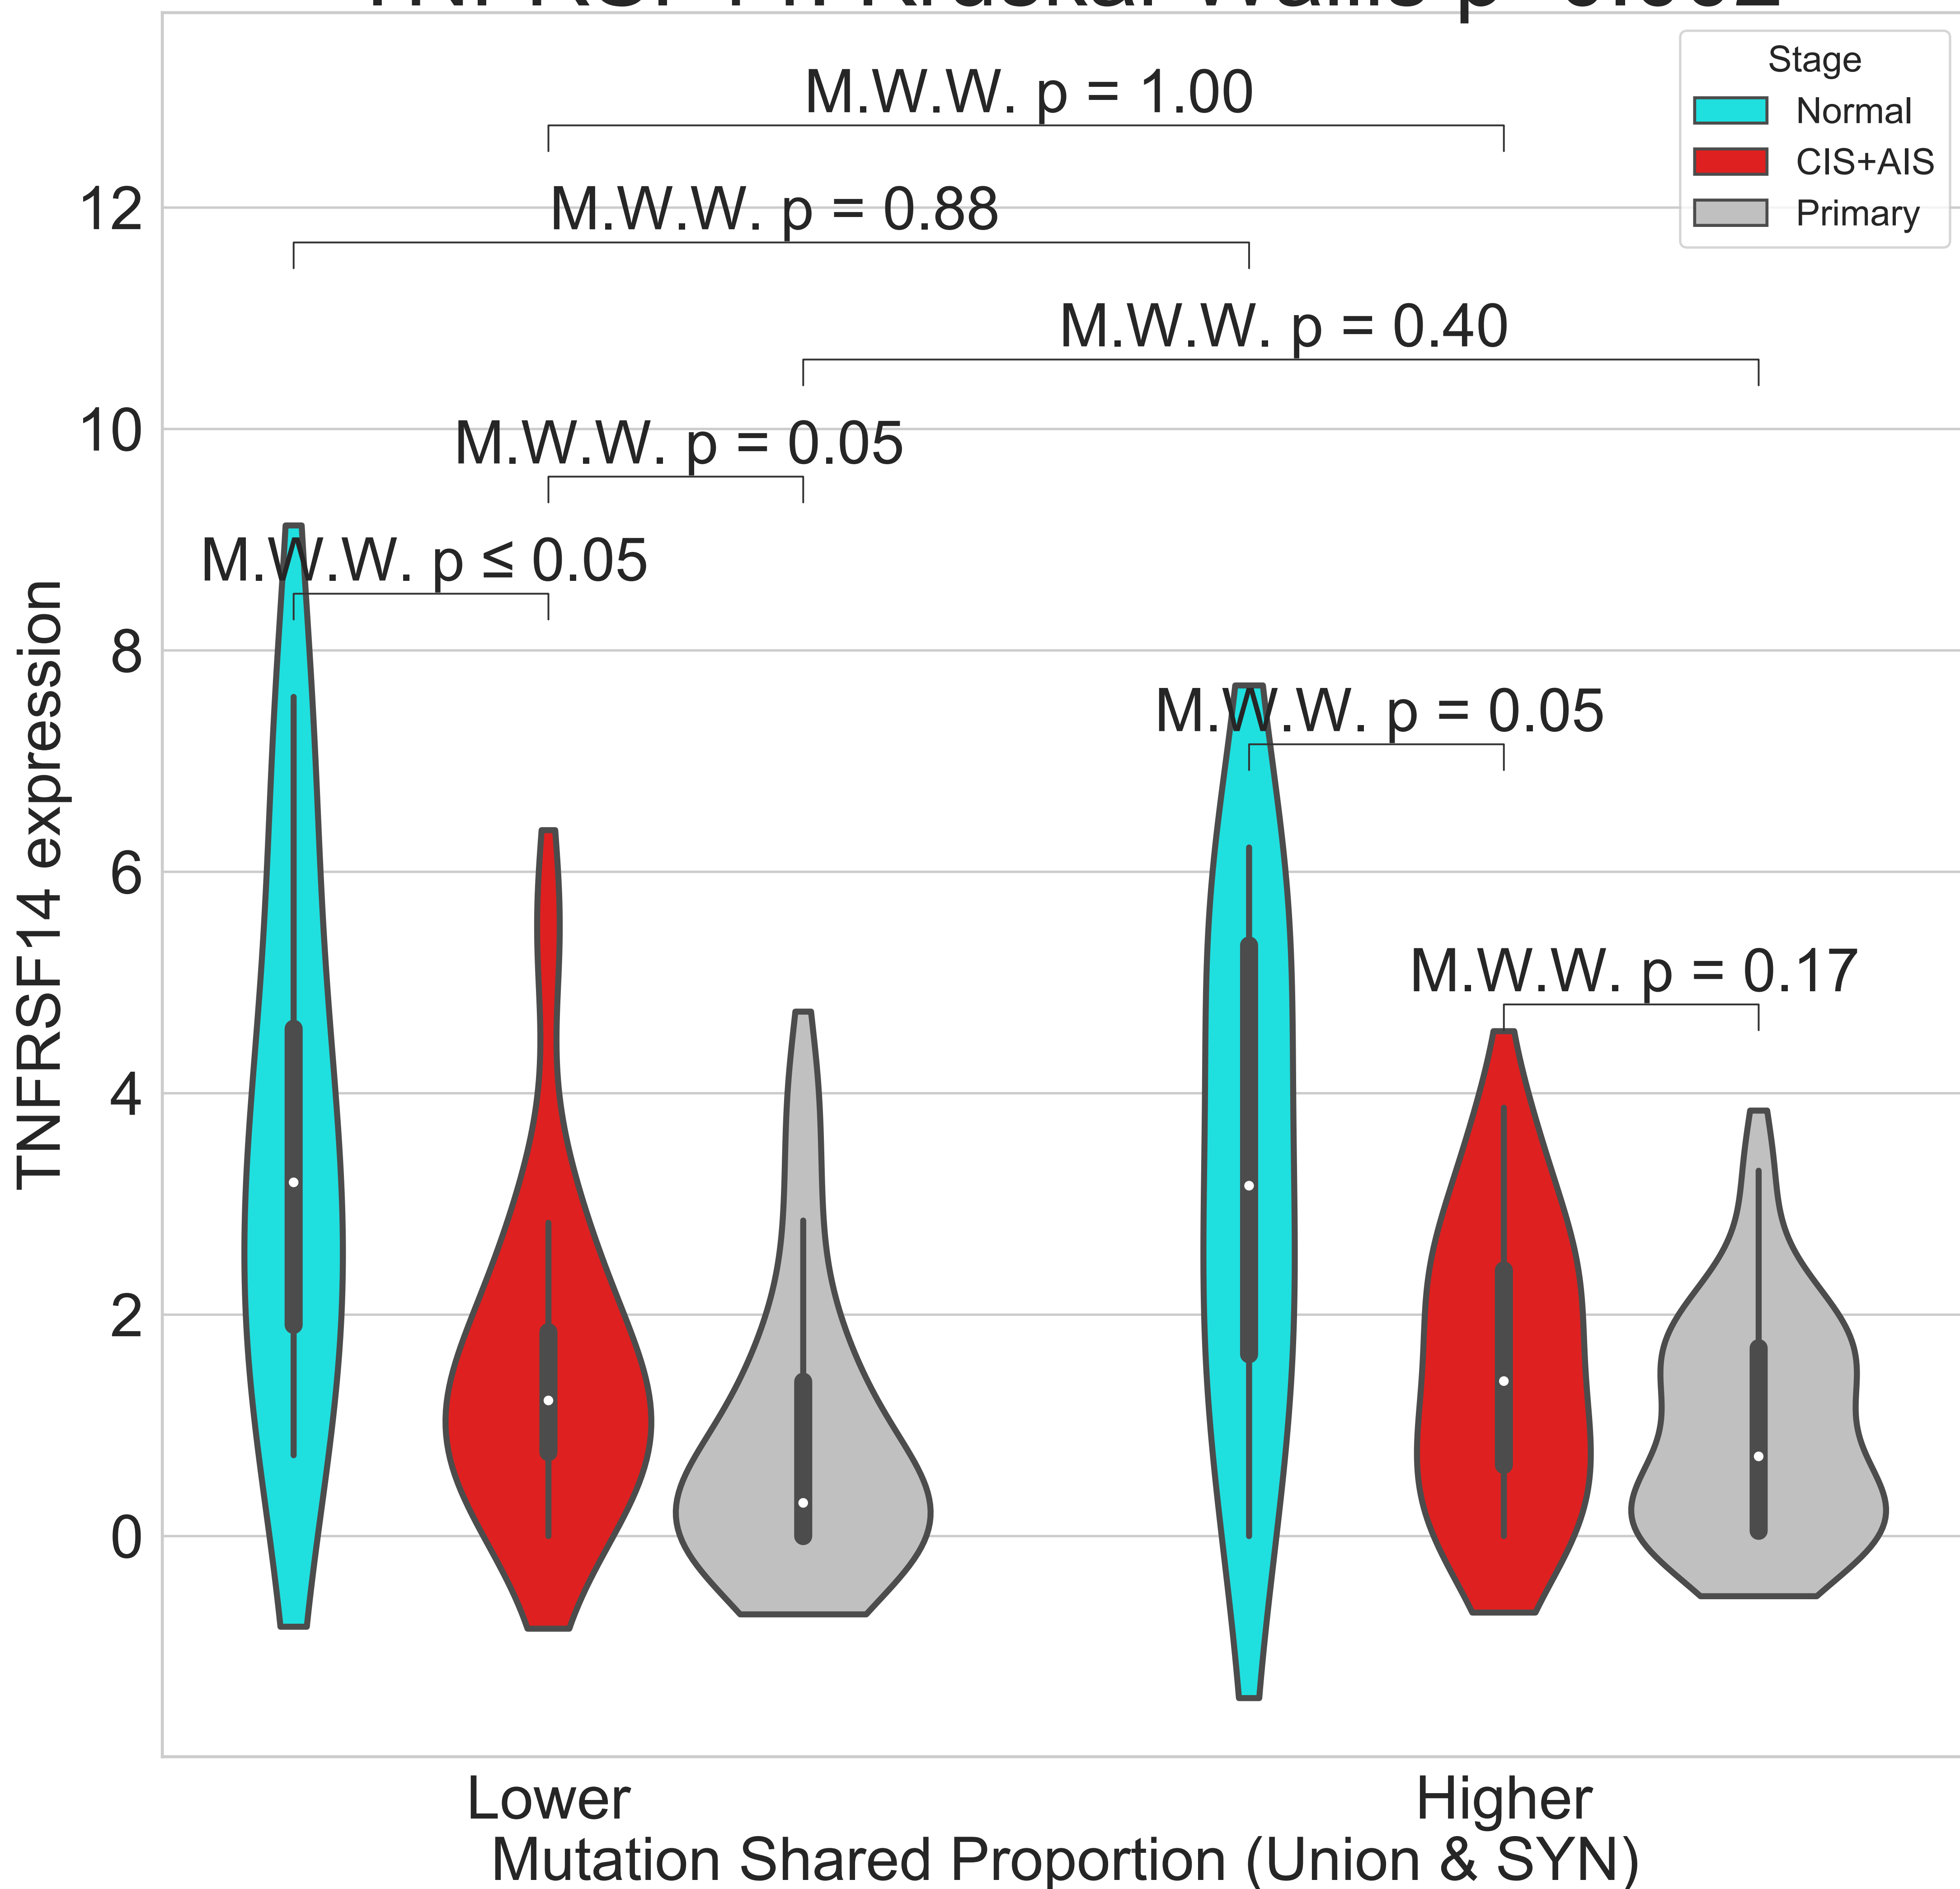 Stage
Normal
CIS+AIS
Primary
M.W.W. p = 1.00
M.W.W. p = 0.88
M.W.W. p = 0.40
M.W.W. p = 0.05
M.W.W. p ≤ 0.05
M.W.W. p = 0.05
M.W.W. p = 0.17
12
10
8
6
4
2
0
TNFRSF14 expression
Lower
Higher
Mutation Shared Proportion (Union & SYN)